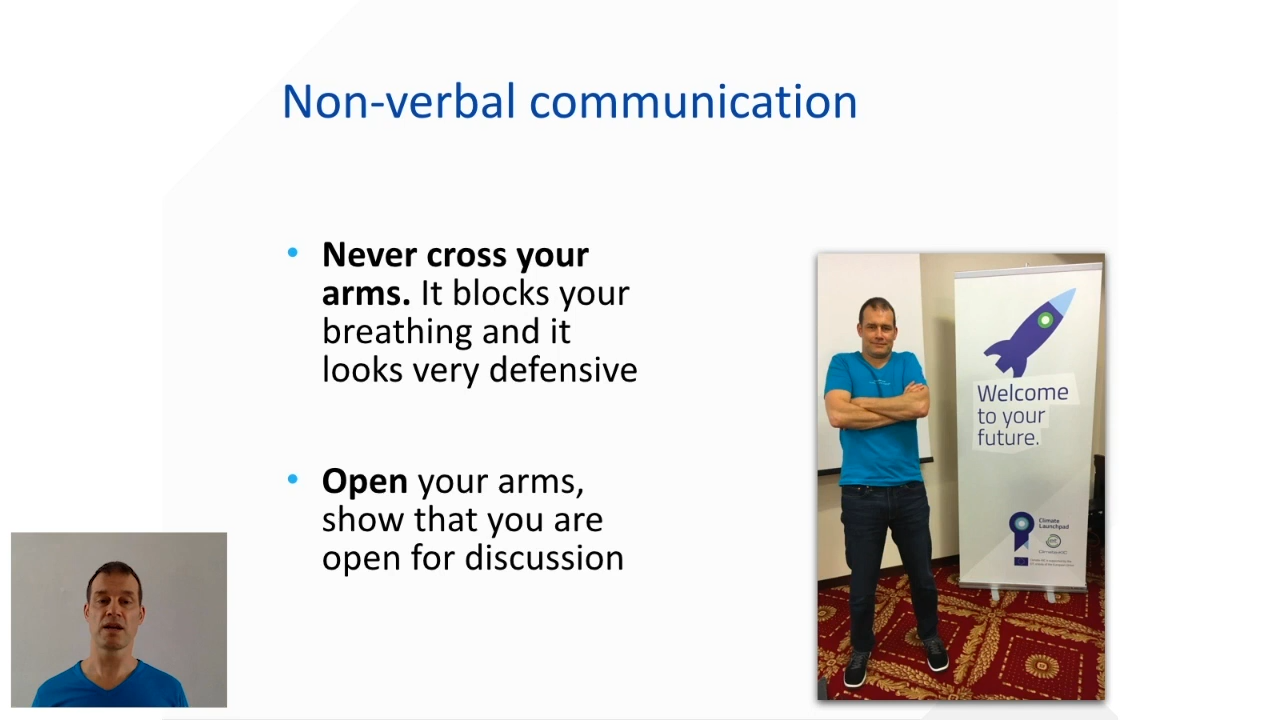 Non-verbal communication
• Never cross your
arms. It blocks your
breathing and it
looks very defensive
• Open your arms,
show that you are
open for discussion
Welcome
to your
future.
Climate
Launchpad